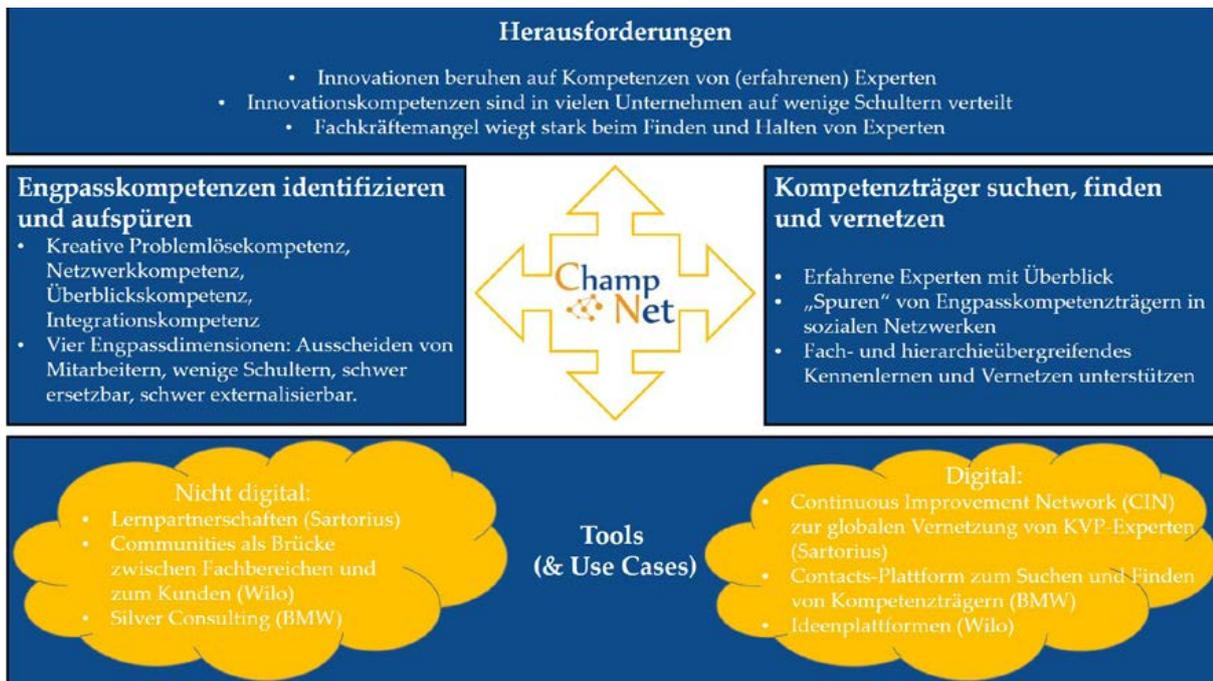 Herausforderungen
• Innovationen beruhen auf Kompetenzen von (erfahrenen) Experten
• Innovationskompetenzen sind in vielen Unternehmen auf wenige Schultern verteilt
• Fachkräftemangel wiegt stark beim Finden und Halten von Experten
Engpasskompetenzen identifizieren
und aufspüren
• Kreative Problemlösekompetenz,
Netzwerkkompetenz,
Überblickskompetenz,
Integrationskompetenz
• Vier Engpassdimensionen: Ausscheiden von
Mitarbeitern, wenige Schultern, schwer
ersetzbar, schwer externalisierbar.
Champ
Net
Kompetenzträger suchen, finden
und vernetzen
• Erfahrene Experten mit Überblick
• „Spuren“ von Engpasskompetenzträgern in
sozialen Netzwerken
• Fach- und hierarchieübergreifendes
Kennenlernen und Vernetzen unterstützen
Nicht digital:
• Lernpartnerschaften (Sartorius)
• Communities als Brücke
zwischen Fachbereichen und
zum Kunden (Wilo)
• Silver Consulting (BMW)
Tools
(& Use Cases)
Digital:
• Continuous Improvement Network (CIN)
zur globalen Vernetzung von KVP-Experten
(Sartorius)
• Contacts-Plattform zum Suchen und Finden
von Kompetenzträgern (BMW)
• Ideenplattformen (Wilo)